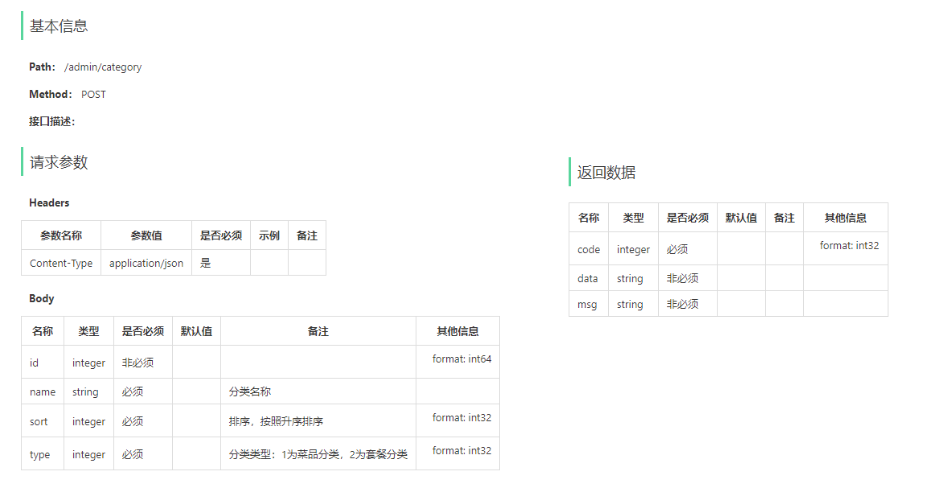 基本信息
Path： /admin/category
Method： POST
接口描述：
请求参数
Headers
参数名称 参数值 是否必须 示例 备注
Content-Type application/json 是
Body
名称 类型 是否必须 默认值 备注 其他信息
id integer 非必须 format: int64
name string 必须 分类名称
sort integer 必须 排序，按照升序排序 format: int32
type integer 必须 分类类型：1为菜品分类，2为套餐分类 format: int32
返回数据
名称 类型 是否必须 默认值 备注 其他信息
code integer 必须 format: int32
data string 非必须
msg string 非必须